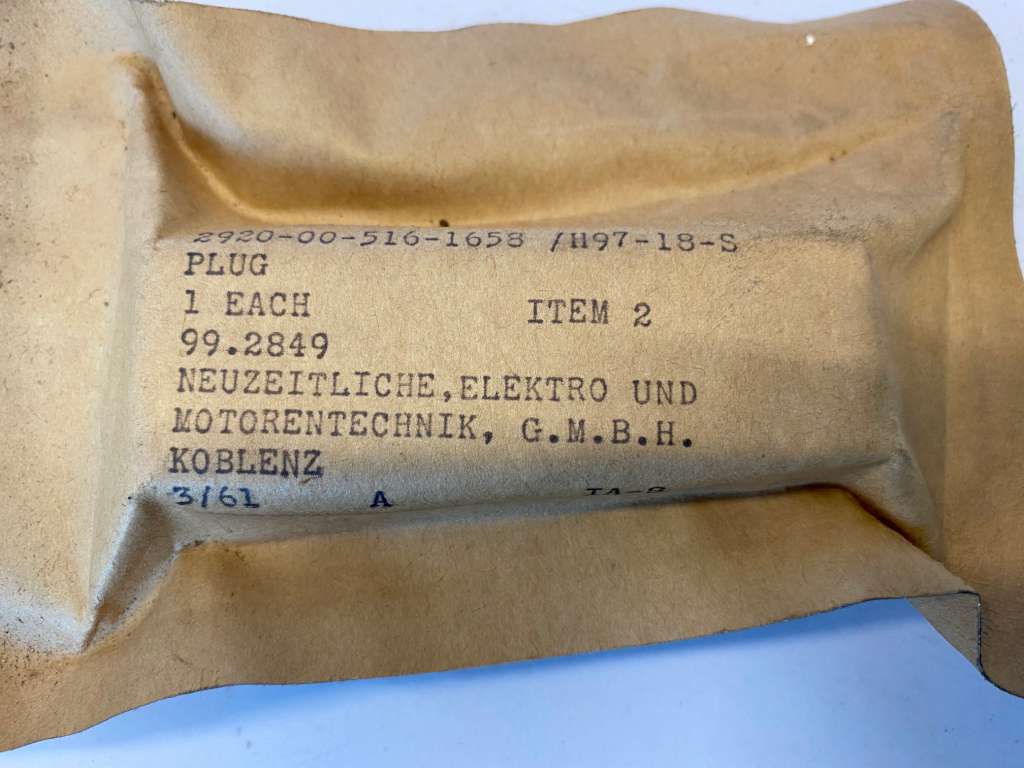 2920-00-516-1658 /H97-18-S
PLUG
1 EACH ITEM 2
99.2849
NEUZEITLICHE,ELEKTRO UND
MOTORENTECHNIK, G.M.B.H.
KOBLENZ
3/61 A